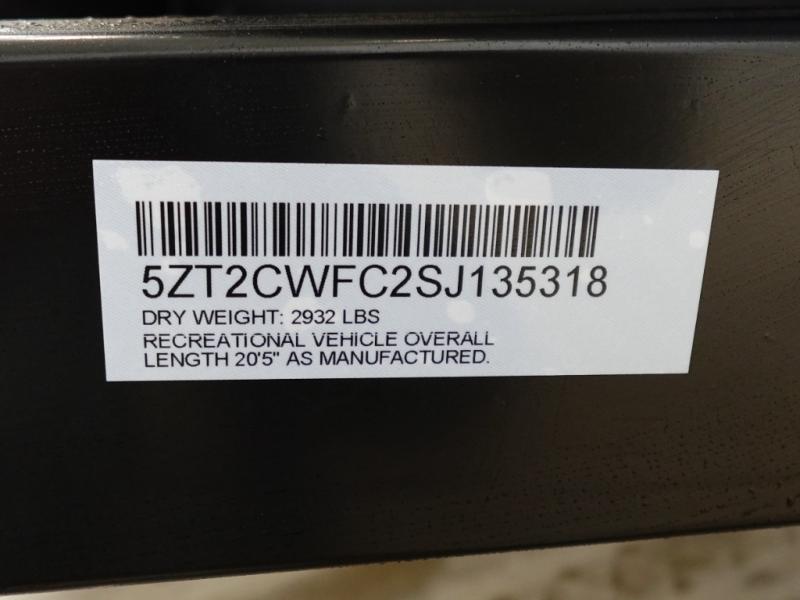 5ZT2CWFC2SJ135318
DRY WEIGHT: 2932 LBS
RECREATIONAL VEHICLE OVERALL
LENGTH 20'5" AS MANUFACTURED.